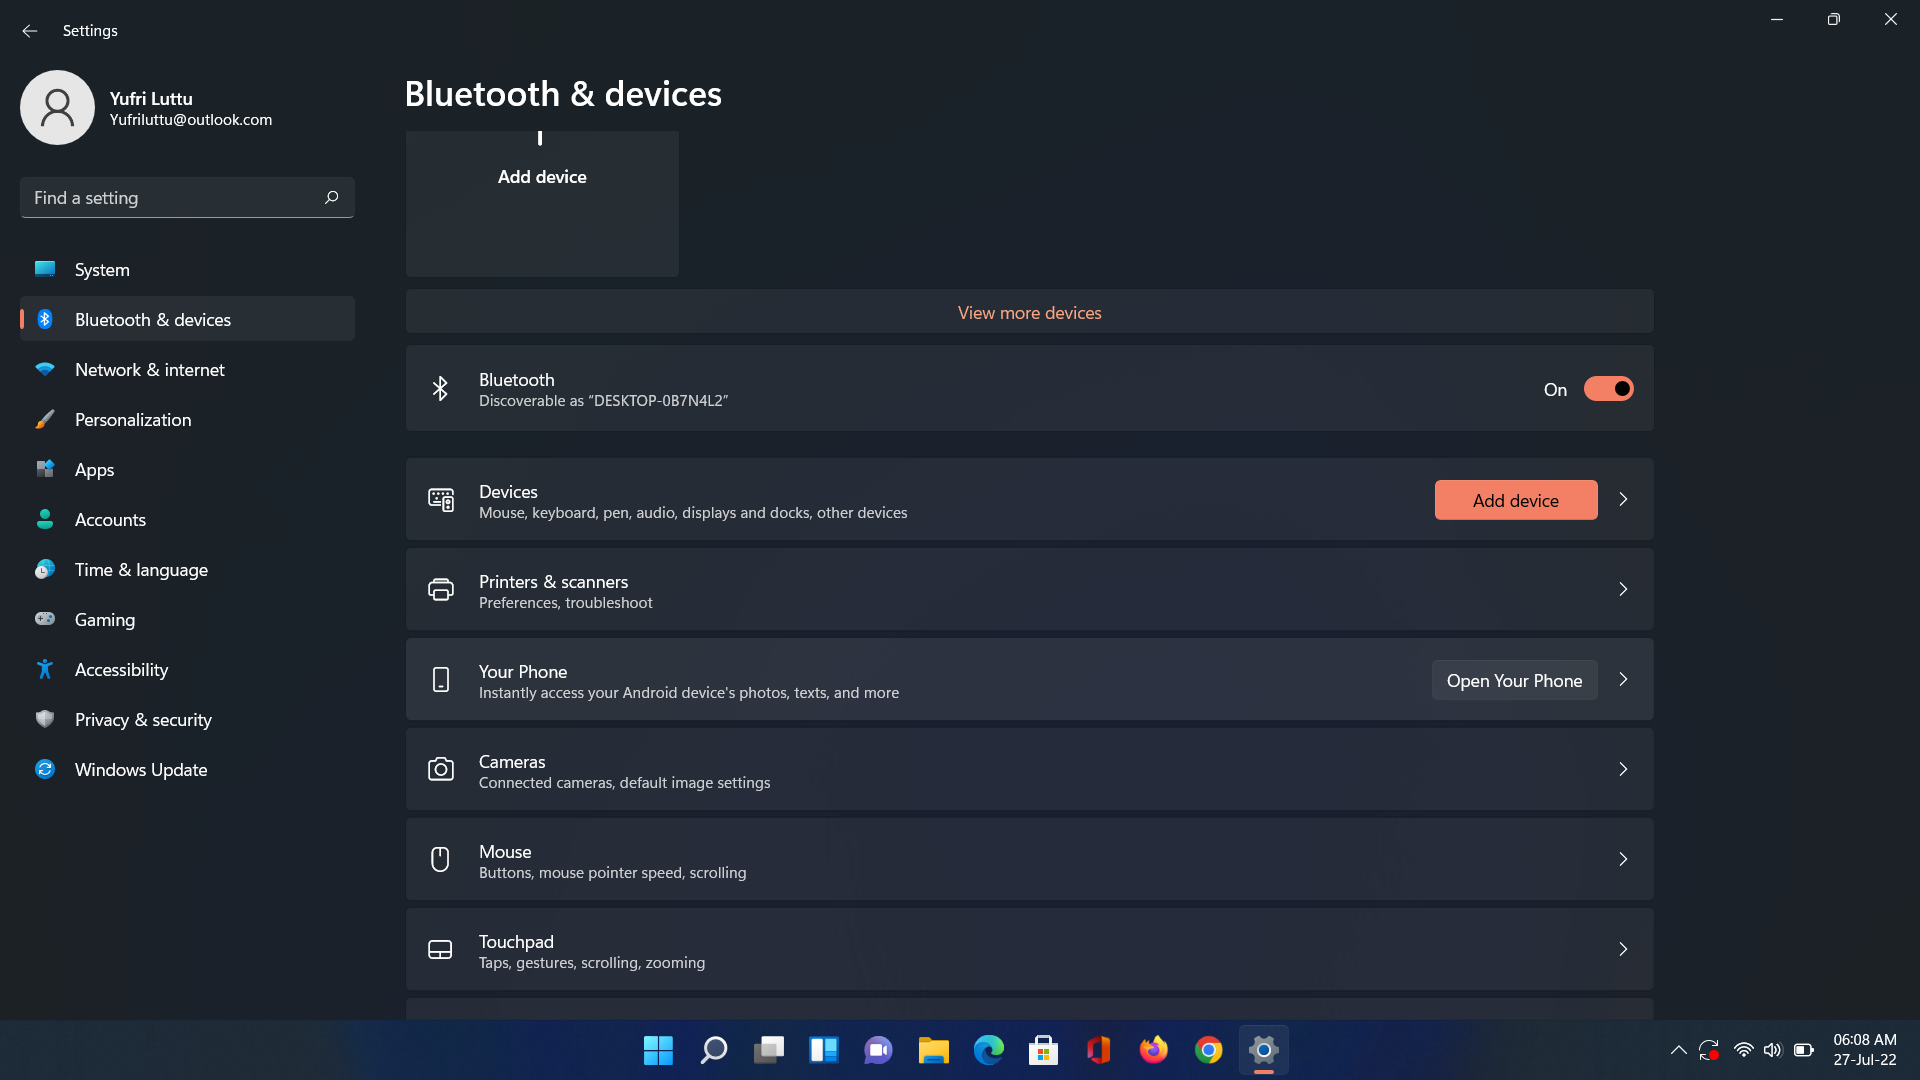 Settings
Yufri Luttu
Yufriluttu@outlook.com
Find a setting
System
Bluetooth & devices
Network & internet
Personalization
Apps
Accounts
Time & language
Gaming
Accessibility
Privacy & security
Windows Update
Bluetooth & devices
Add device
View more devices
Bluetooth
Discoverable as “DESKTOP-0B7N4L2”
On
Devices
Mouse, keyboard, pen, audio, displays and docks, other devices
Add device
Printers & scanners
Preferences, troubleshoot
Your Phone
Instantly access your Android device's photos, texts, and more
Open Your Phone
Cameras
Connected cameras, default image settings
Mouse
Buttons, mouse pointer speed, scrolling
Touchpad
Taps, gestures, scrolling, zooming
06:08 AM
27-Jul-22